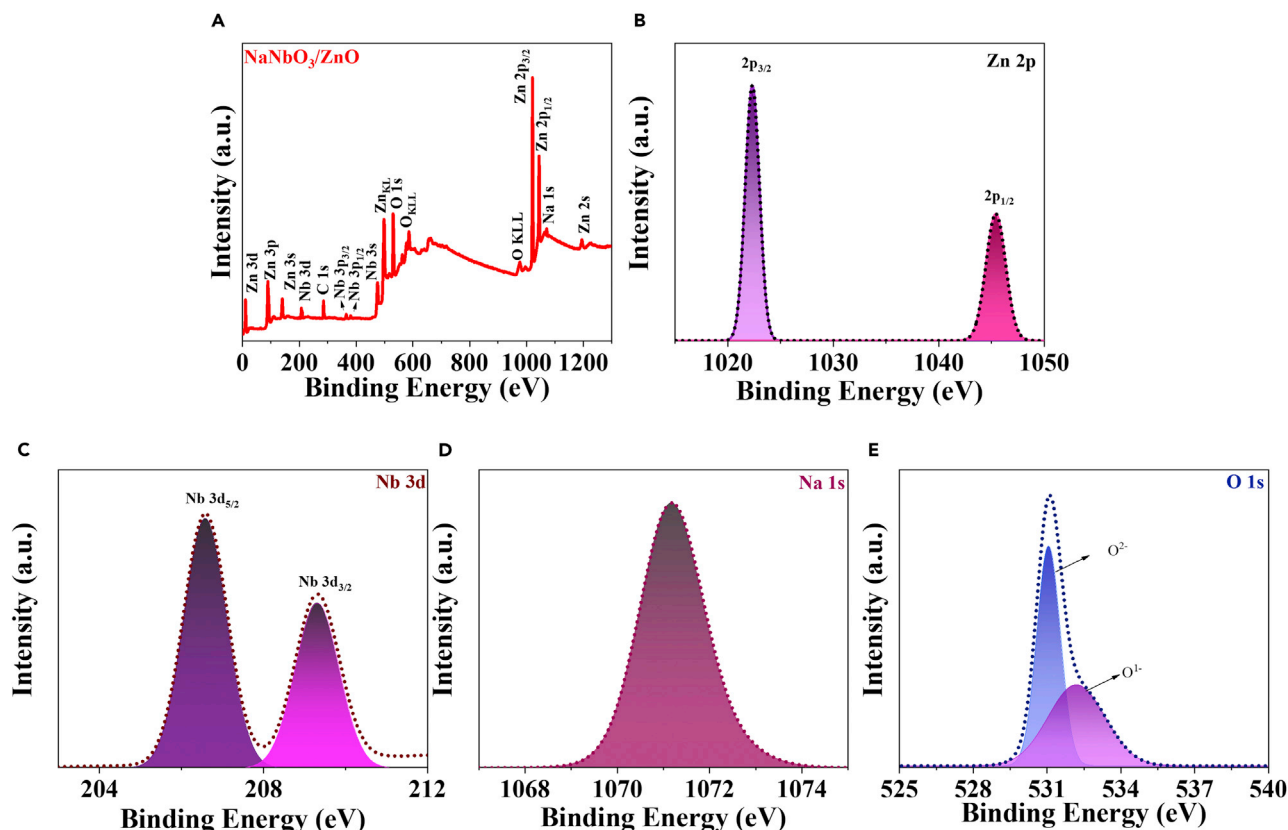 A
NaNbO₃/ZnO
Intensity (a.u.)
Zn 3d
Zn 3p
Zn 3s
Nb 3d
C 1s
Nb 3p₃/₂
Nb 3p₁/₂
Nb 3s
Zn_KL
O 1s
O_KLL
O KLL
Zn 2p₃/₂
Zn 2p₁/₂
Na 1s
Zn 2s
0 200 400 600 800 1000 1200
Binding Energy (eV)
B
Zn 2p
Intensity (a.u.)
2p₃/₂
2p₁/₂
1020 1030 1040 1050
Binding Energy (eV)
C
Nb 3d
Intensity (a.u.)
Nb 3d₅/₂
Nb 3d₃/₂
204 208 212
Binding Energy (eV)
D
Na 1s
Intensity (a.u.)
1068 1070 1072 1074
Binding Energy (eV)
E
O 1s
Intensity (a.u.)
O²⁻
O¹⁻
525 528 531 534 537 540
Binding Energy (eV)